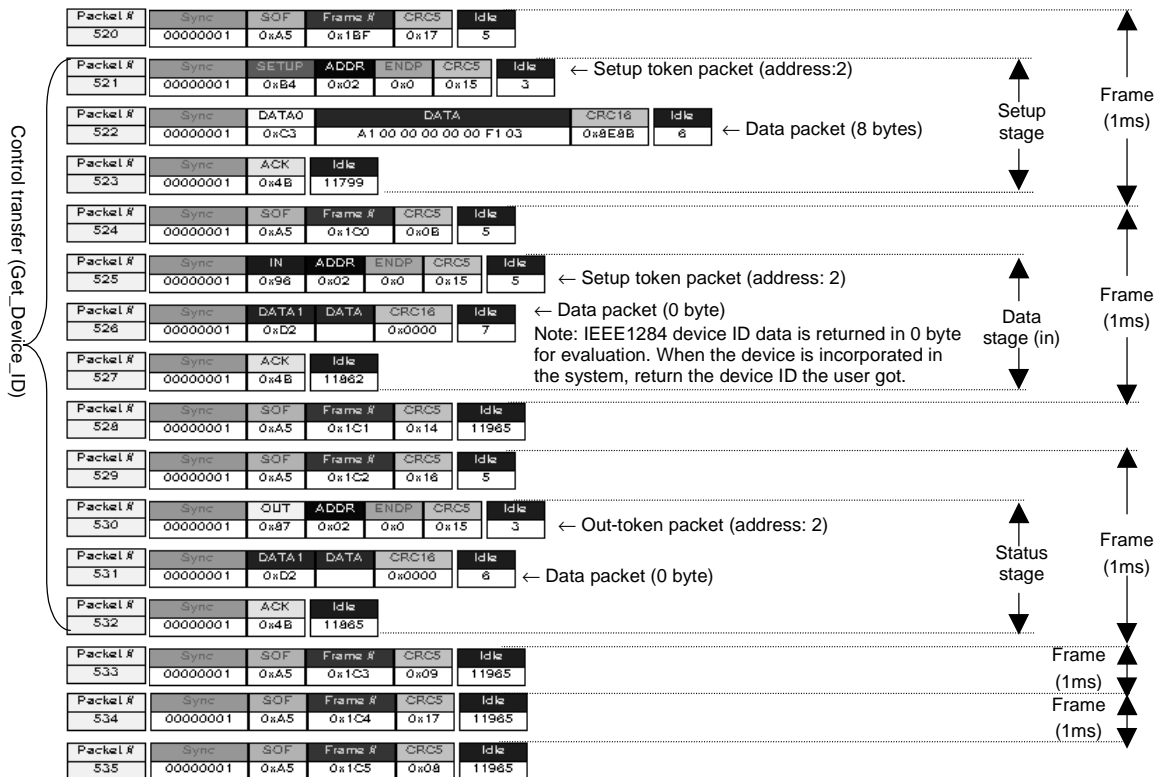 Packet # Sync SOF Frame # CRC5 Idle
520 00000001 0xA5 0x1BF 0x17 5
Packet # Sync SETUP ADDR ENDP CRC5 Idle
521 00000001 0xB4 0x02 0x0 0x15 3
← Setup token packet (address:2)
Packet # Sync DATA0 DATA CRC16 Idle
522 00000001 0xC3 A1 00 00 00 00 00 F1 03 0x8E8B 6
← Data packet (8 bytes)
Packet # Sync ACK Idle
523 00000001 0x4B 11799
Setup
stage
Frame
(1ms)
Control transfer (Get_Device_ID)
Packet # Sync SOF Frame # CRC5 Idle
524 00000001 0xA5 0x1C0 0x0B 5
Packet # Sync IN ADDR ENDP CRC5 Idle
525 00000001 0x96 0x02 0x0 0x15 5
← Setup token packet (address: 2)
Packet # Sync DATA1 DATA CRC16 Idle
526 00000001 0xD2 0x0000 7
← Data packet (0 byte)
Note: IEEE1284 device ID data is returned in 0 byte
for evaluation. When the device is incorporated in
the system, return the device ID the user got.
Packet # Sync ACK Idle
527 00000001 0x4B 11862
Data
stage (in)
Frame
(1ms)
Packet # Sync SOF Frame # CRC5 Idle
528 00000001 0xA5 0x1C1 0x14 11965
Packet # Sync SOF Frame # CRC5 Idle
529 00000001 0xA5 0x1C2 0x16 5
Packet # Sync OUT ADDR ENDP CRC5 Idle
530 00000001 0x87 0x02 0x0 0x15 3
← Out-token packet (address: 2)
Packet # Sync DATA1 DATA CRC16 Idle
531 00000001 0xD2 0x0000 6
← Data packet (0 byte)
Packet # Sync ACK Idle
532 00000001 0x4B 11865
Status
stage
Frame
(1ms)
Packet # Sync SOF Frame # CRC5 Idle
533 00000001 0xA5 0x1C3 0x09 11965
Frame
(1ms)
Packet # Sync SOF Frame # CRC5 Idle
534 00000001 0xA5 0x1C4 0x17 11965
Frame
(1ms)
Packet # Sync SOF Frame # CRC5 Idle
535 00000001 0xA5 0x1C5 0x08 11965